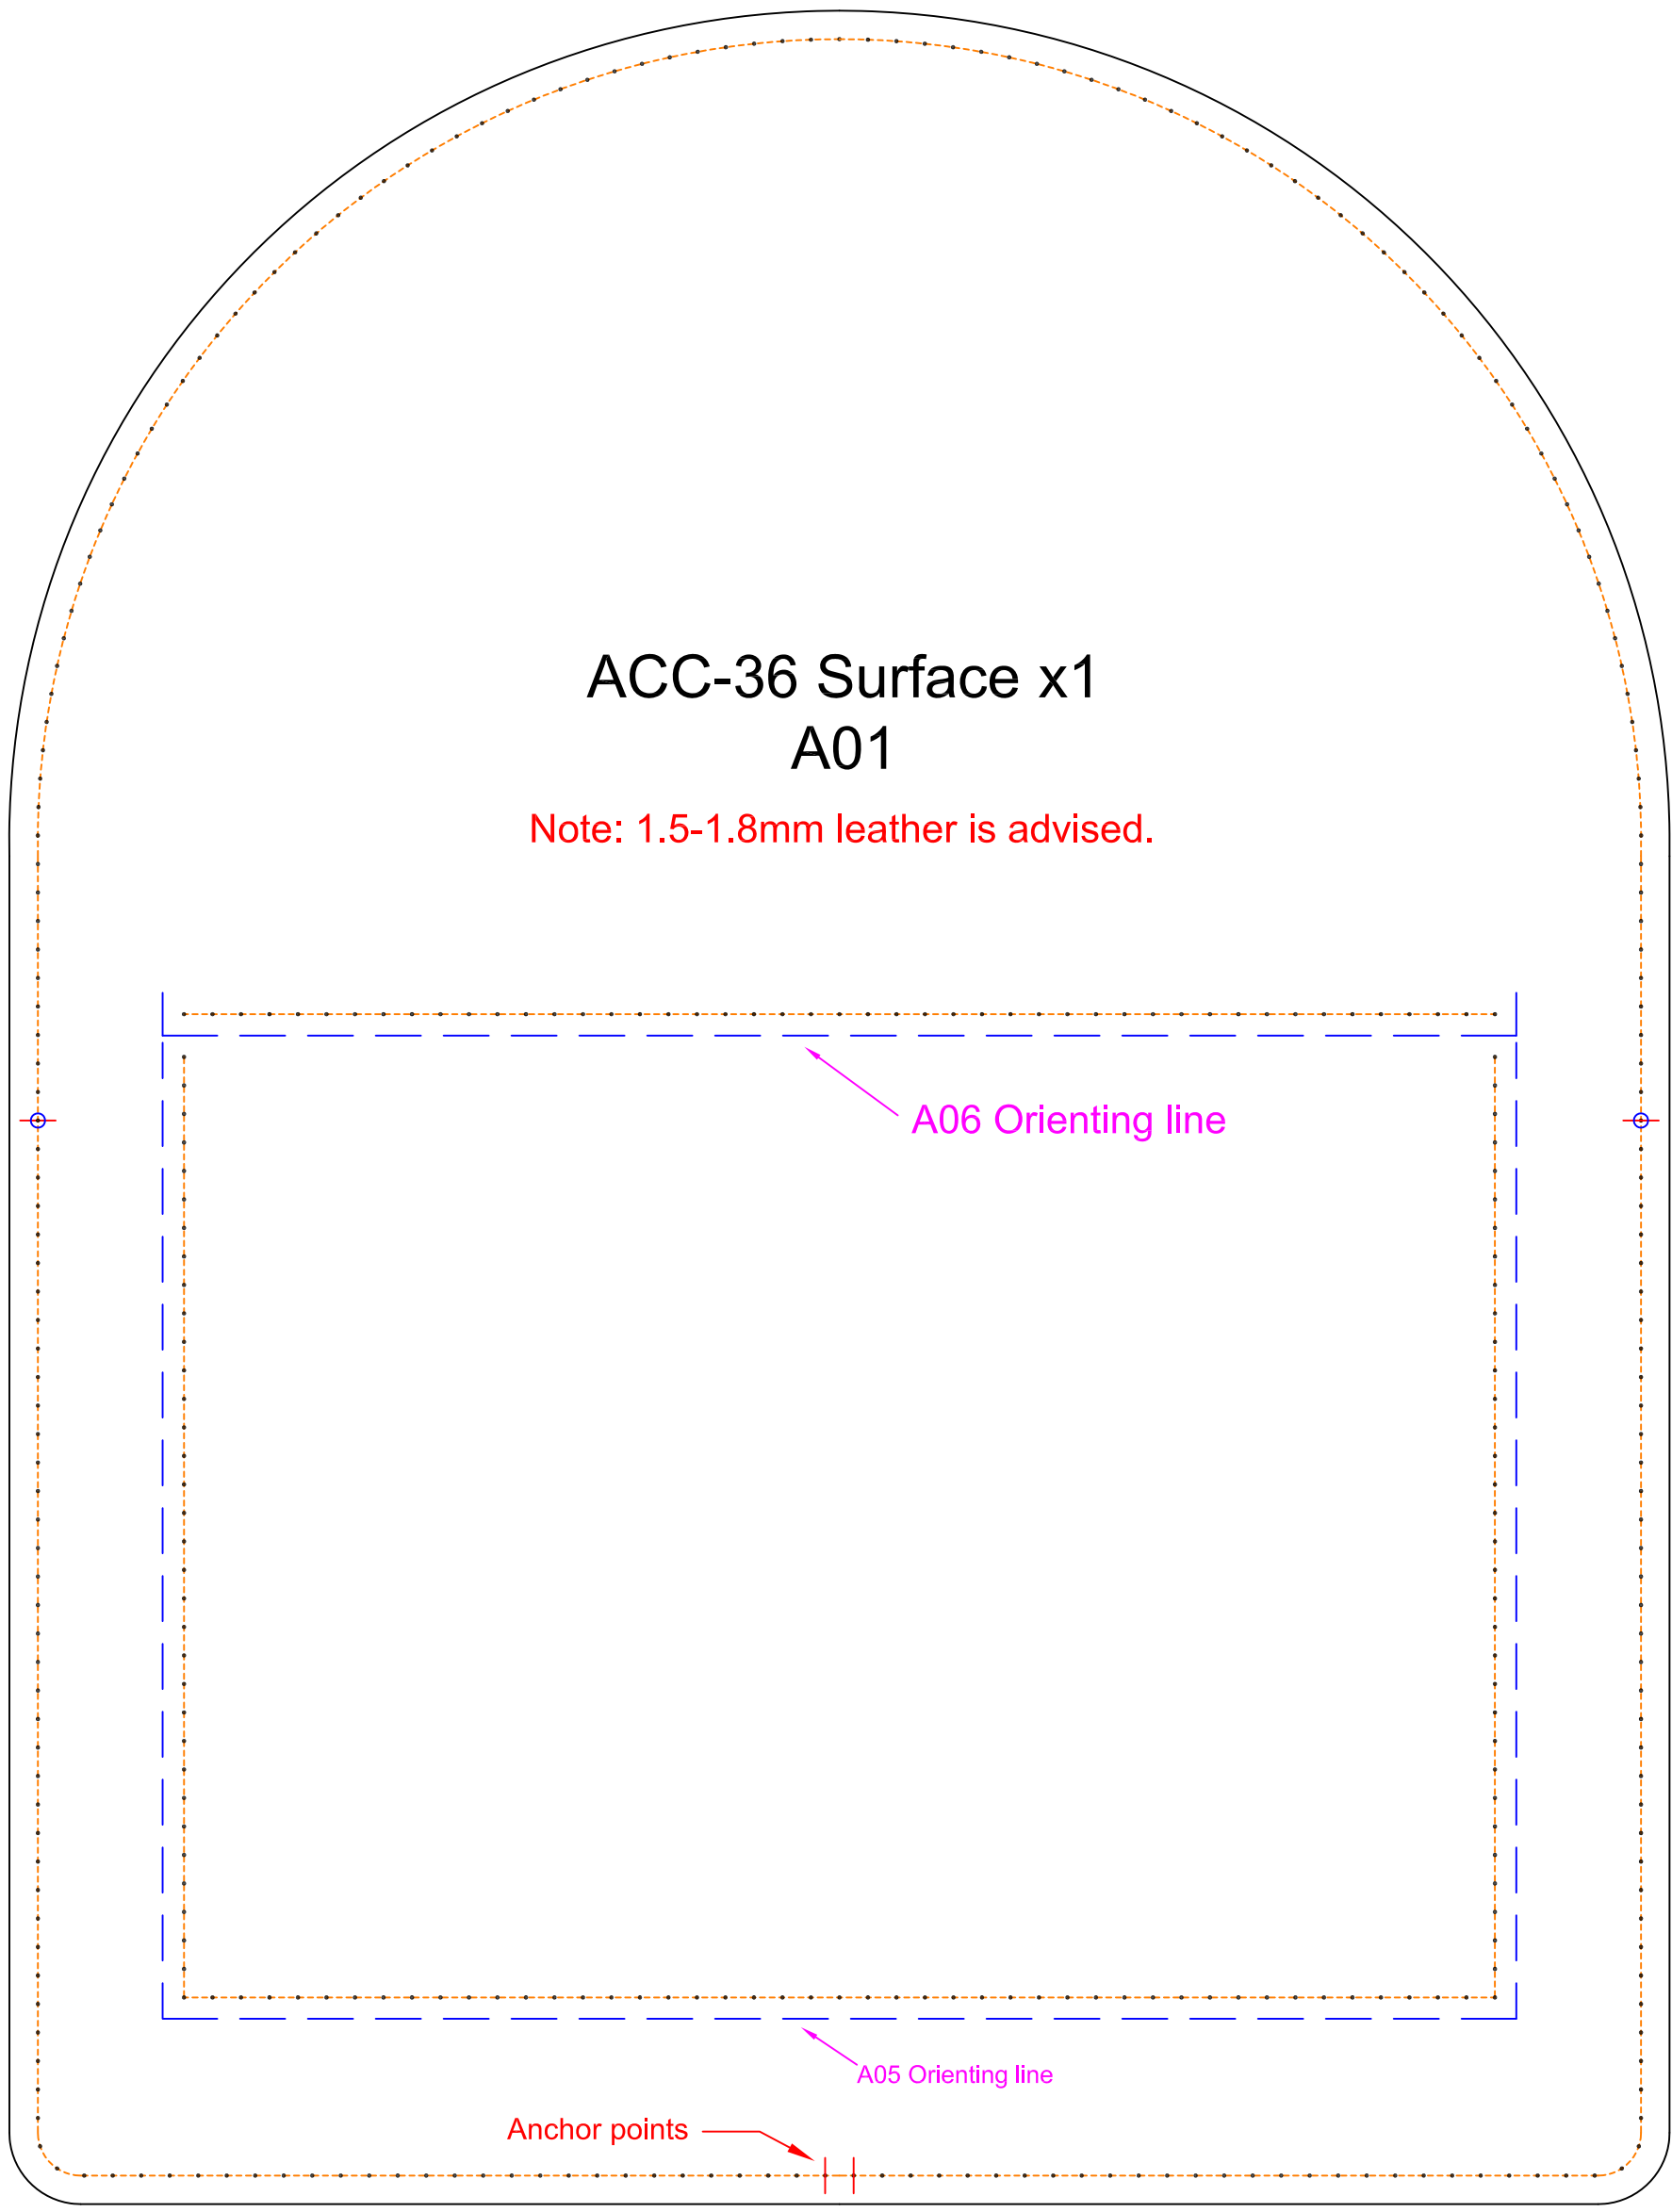 ACC-36 Surface x1
A01
Note: 1.5-1.8mm leather is advised.
A06 Orienting line
A05 Orienting line
Anchor points